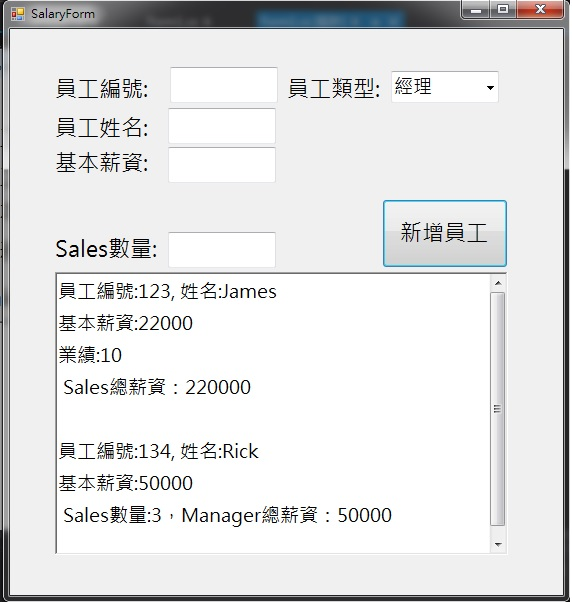 SalaryForm
員工編號: 員工類型: 經理
員工姓名:
基本薪資:
新增員工
Sales數量:
員工編號:123, 姓名:James
基本薪資:22000
業績:10
Sales總薪資：220000
員工編號:134, 姓名:Rick
基本薪資:50000
Sales數量:3，Manager總薪資：50000